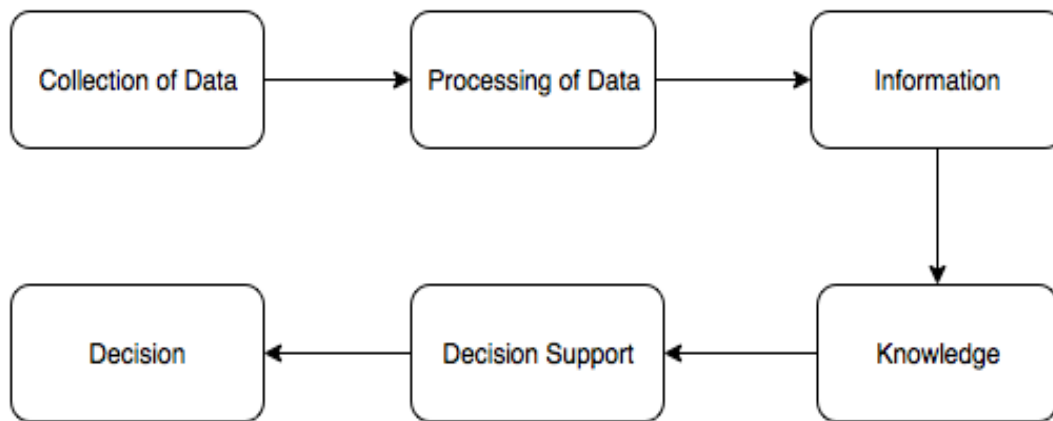 Collection of Data
Processing of Data
Information
Knowledge
Decision Support
Decision